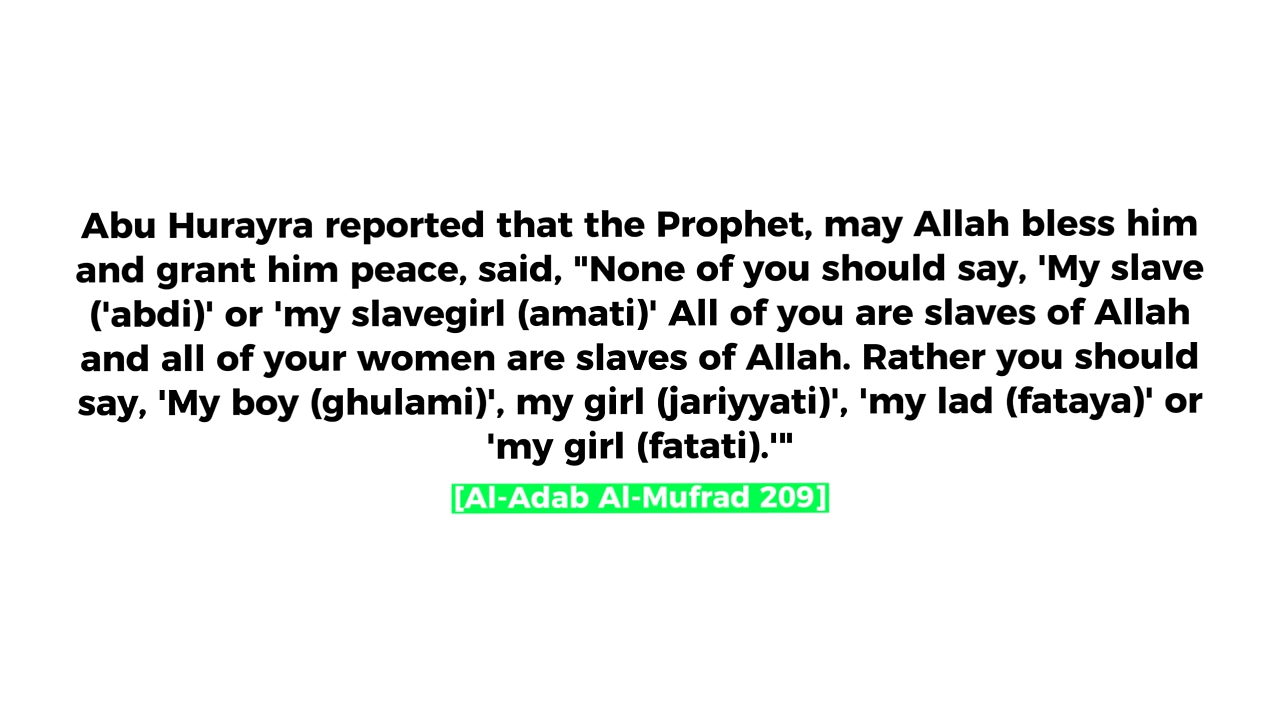 Abu Hurayra reported that the Prophet, may Allah bless him
and grant him peace, said, "None of you should say, 'My slave
('abdi)' or 'my slavegirl (amati)' All of you are slaves of Allah
and all of your women are slaves of Allah. Rather you should
say, 'My boy (ghulami)', my girl (jariyyati)', 'my lad (fataya)' or
'my girl (fatati).'"
[Al-Adab Al-Mufrad 209]